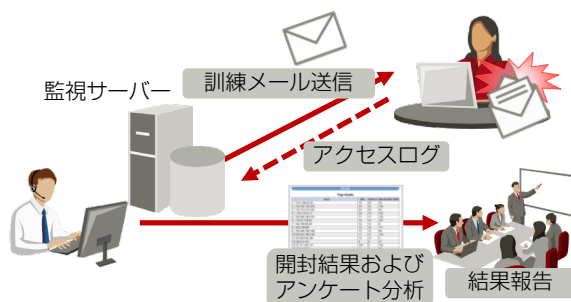 訓練メール送信
監視サーバー
アクセスログ
開封結果および
アンケート分析
結果報告